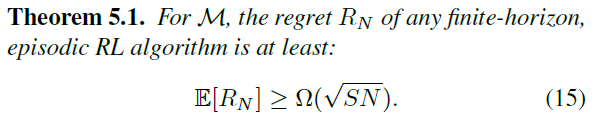 Theorem 5.1. For ℳ, the regret R_N of any finite-horizon,
episodic RL algorithm is at least:
𝔼[R_N] ≥ Ω(√SN). (15)